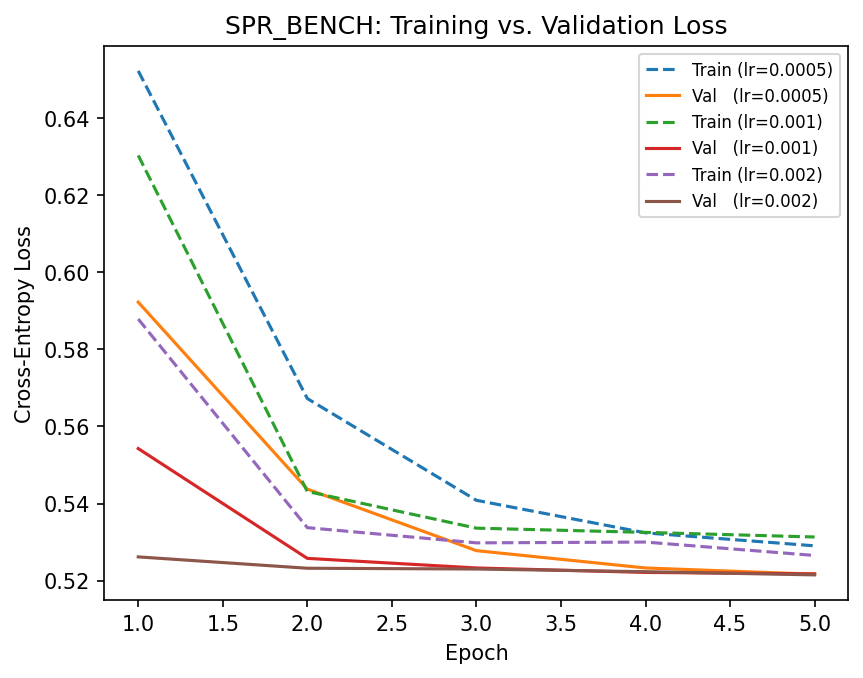 SPR_BENCH: Training vs. Validation Loss
Cross-Entropy Loss
0.64
0.62
0.60
0.58
0.56
0.54
0.52
Train (lr=0.0005)
Val (lr=0.0005)
Train (lr=0.001)
Val (lr=0.001)
Train (lr=0.002)
Val (lr=0.002)
1.0 1.5 2.0 2.5 3.0 3.5 4.0 4.5 5.0
Epoch